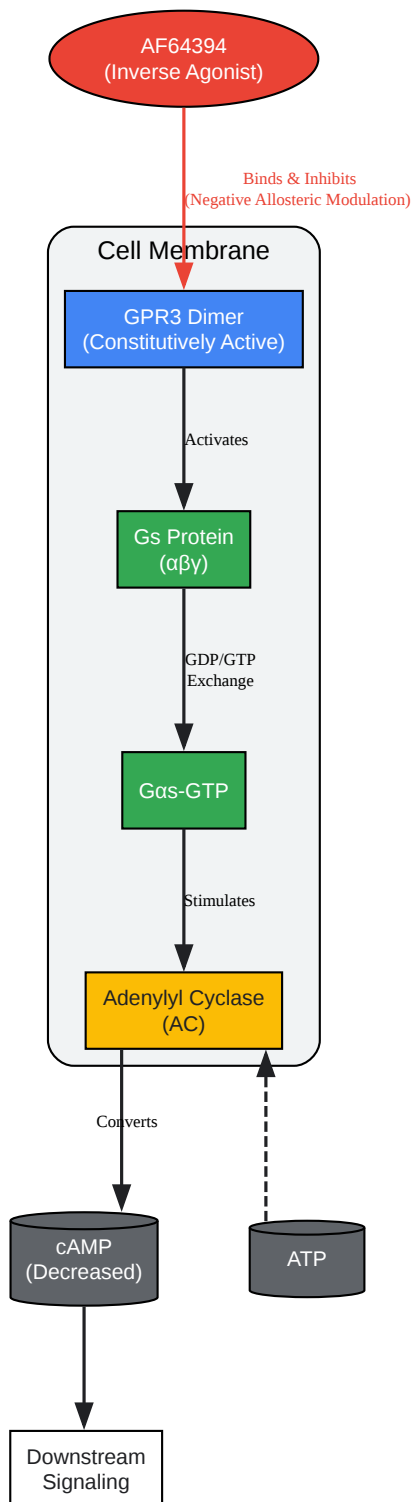 AF64394
(Inverse Agonist)
Binds & Inhibits
(Negative Allosteric Modulation)
Cell Membrane
GPR3 Dimer
(Constitutively Active)
Activates
Gs Protein
(αβγ)
GDP/GTP
Exchange
Gαs-GTP
Stimulates
Adenylyl Cyclase
(AC)
Converts
cAMP
(Decreased)
ATP
Downstream
Signaling